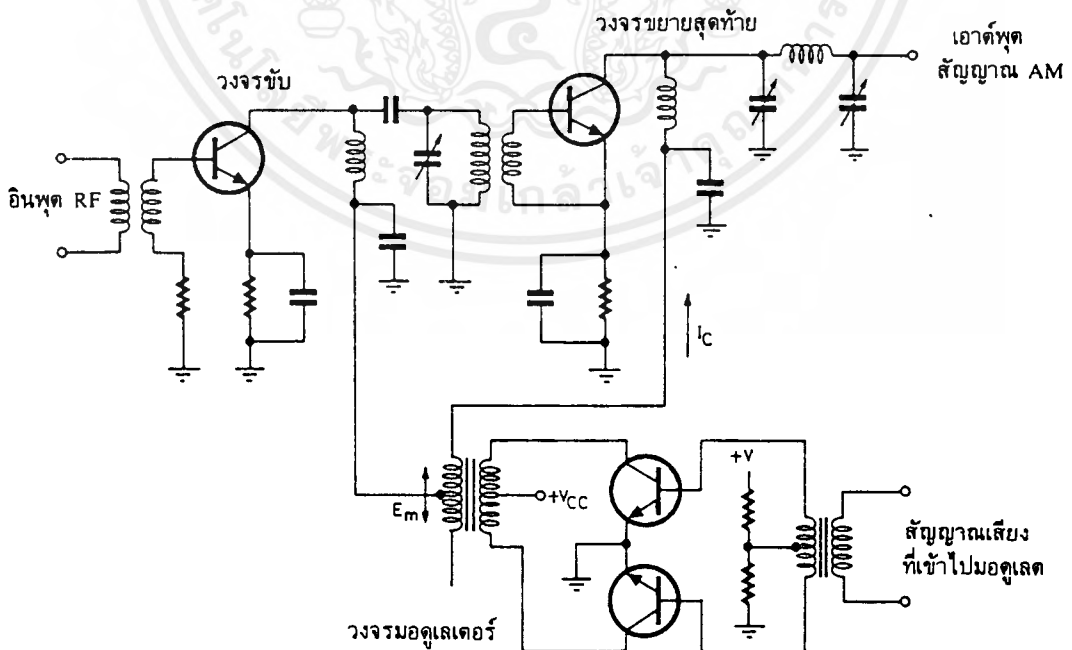 วงจรขยายสุดท้าย
เอาต์พุต
สัญญาณ AM
วงจรขับ
อินพุต RF
I_C
+V
E_m
+V_CC
สัญญาณเสียง
ที่เข้าไปมอดูเลต
วงจรมอดูเลเตอร์